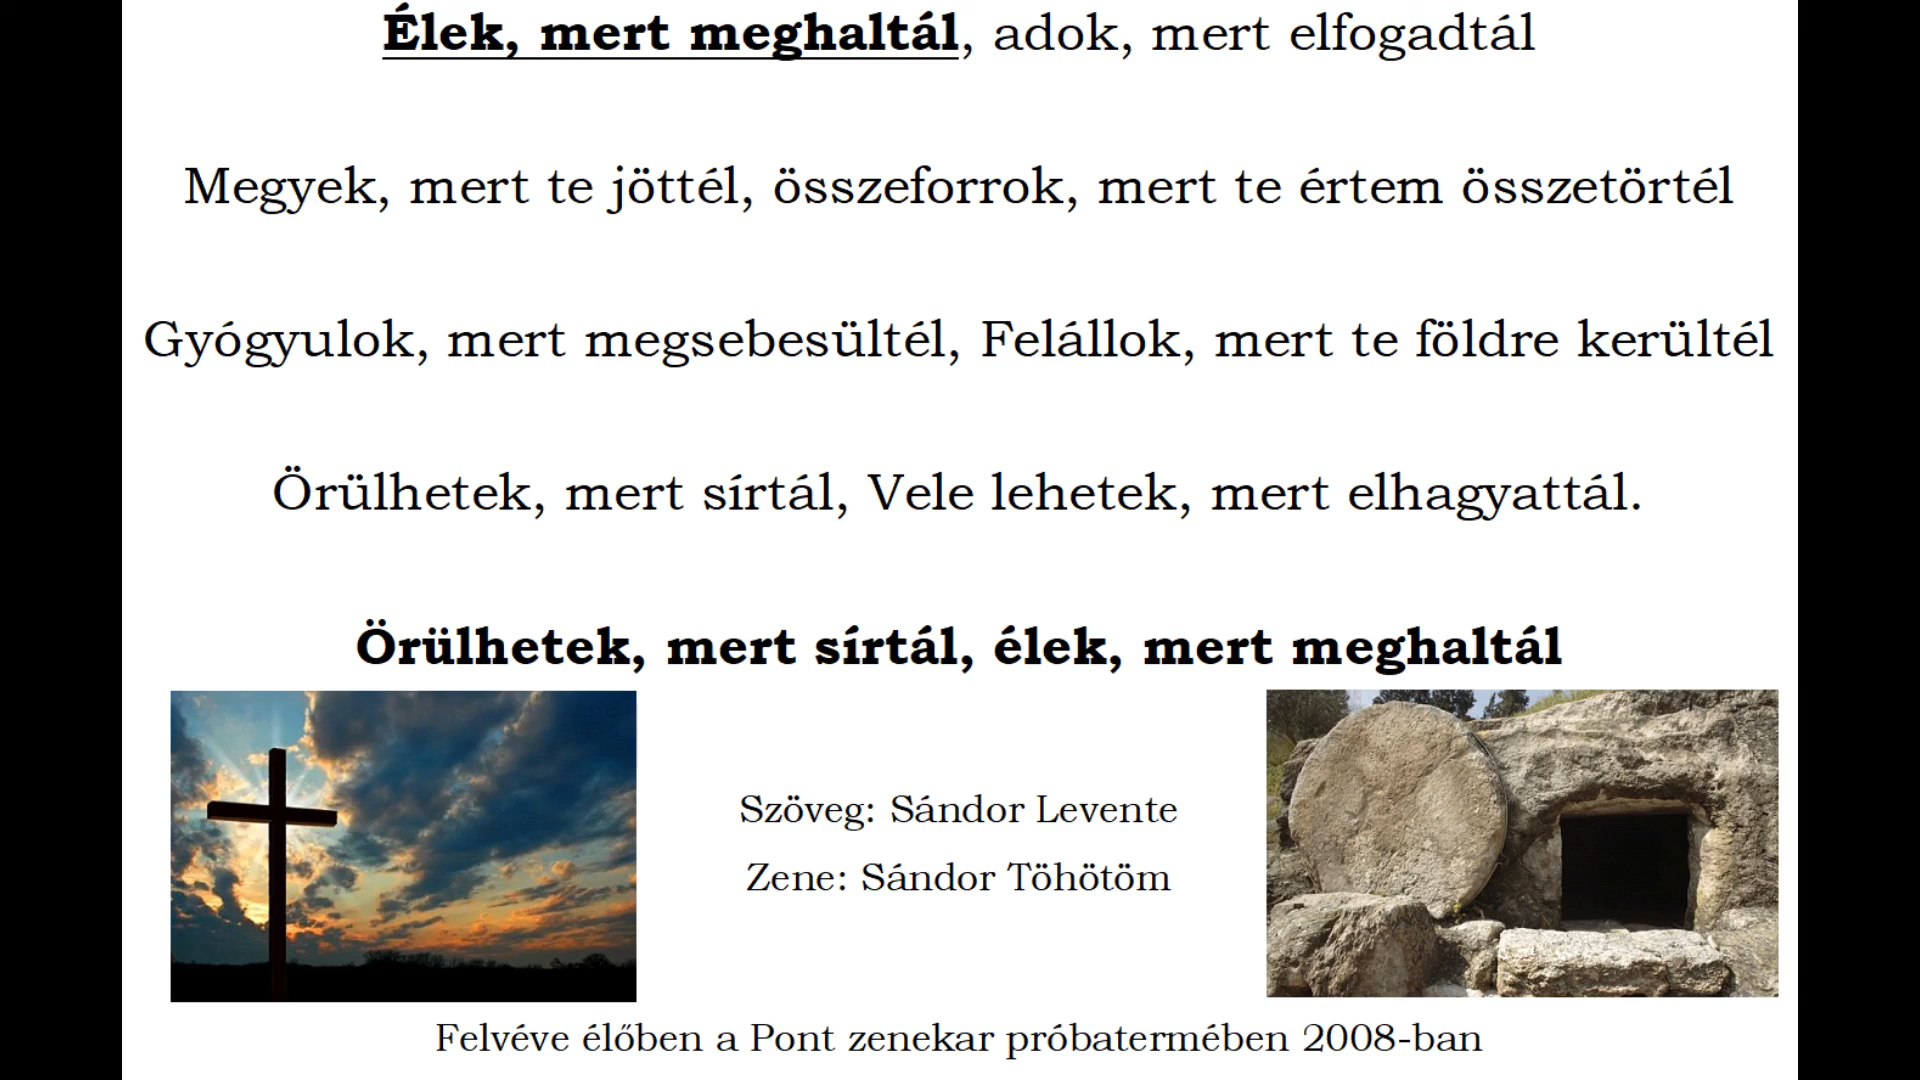 Élek, mert meghaltál, adok, mert elfogadtál
Megyek, mert te jöttél, összeforrok, mert te értem összetörtél
Gyógyulok, mert megsebesültél, Felállok, mert te földre kerültél
Örülhetek, mert sírtál, Vele lehetek, mert elhagyattál.
Örülhetek, mert sírtál, élek, mert meghaltál
Szöveg: Sándor Levente
Zene: Sándor Töhötöm
Felvéve élőben a Pont zenekar próbatermében 2008-ban